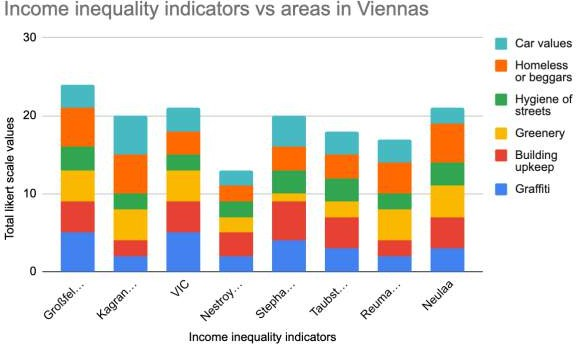 Income inequality indicators vs areas in Viennas
30
20
10
0
Total likert scale values
Großfel...
Kagran...
VIC
Nestroy...
Stepha...
Taubst...
Reuma...
Neulaa
Income inequality indicators
Car values
Homeless
or beggars
Hygiene of
streets
Greenery
Building
upkeep
Graffiti